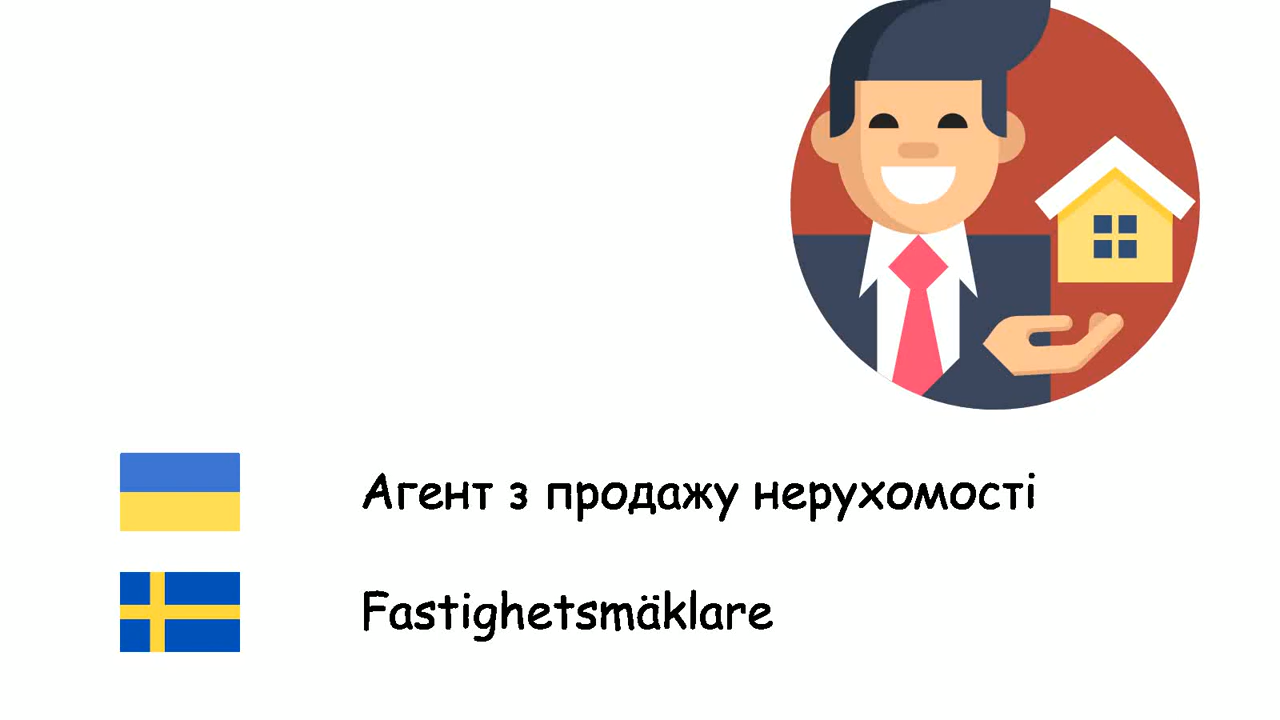 Агент з продажу нерухомості
Fastighetsmäklare